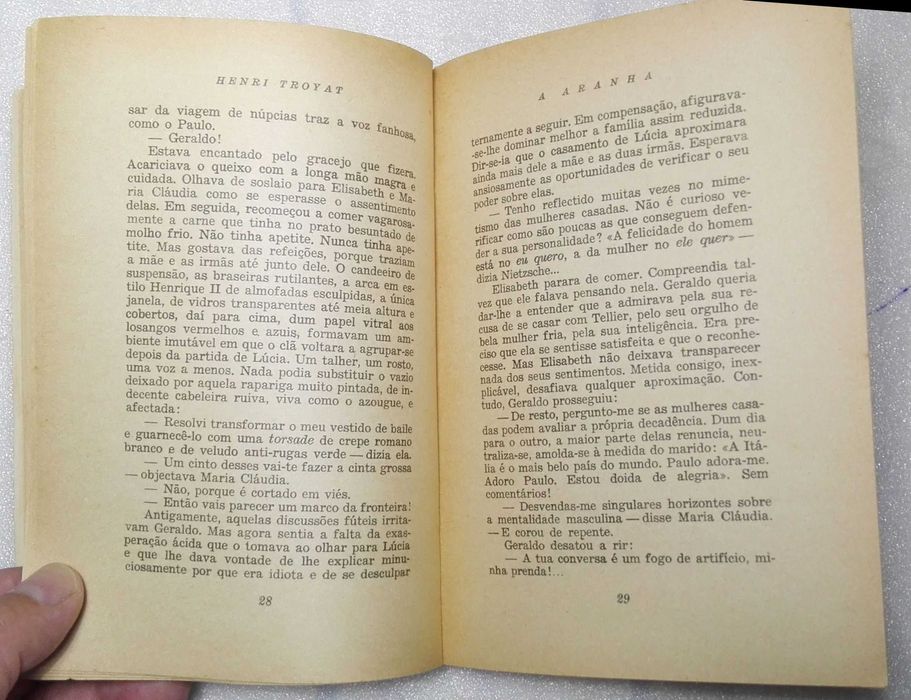 HENRI TROYAT
sar da viagem de núpcias traz a voz fanhosa,
como o Paulo.
— Geraldo!
Estava encantado pelo gracejo que fizera.
Acariciava o queixo com a longa mão magra e
cuidada. Olhava de soslaio para Elisabeth e Ma-
ria Cláudia como se esperasse o assentimento
delas. Em seguida, recomeçou a comer vagarosa-
mente a carne que tinha no prato besuntado de
molho frio. Não tinha apetite. Nunca tinha ape-
tite. Mas gostava das refeições, porque traziam
a mãe e as irmãs até junto dele. O candeeiro de
suspensão, as braseiras rutilantes, a arca em es-
tilo Henrique II de almofadas esculpidas, a única
janela, de vidros transparentes até meia altura e
cobertos, daí para cima, dum papel vitral aos
losangos vermelhos e azuis, formavam um am-
biente imutável em que o clã voltara a agrupar-se
depois da partida de Lúcia. Um talher, um rosto,
uma voz a menos. Nada podia substituir o vazio
deixado por aquela rapariga muito pintada, de in-
decente cabeleira ruiva, viva como o azougue, e
afectada:
— Resolvi transformar o meu vestido de baile
e guarnecê-lo com uma torsade de crepe romano
branco e de veludo anti-rugas verde — dizia ela.
— Um cinto desses vai-te fazer a cinta grossa
— objectava Maria Cláudia.
— Não, porque é cortado em viés.
— Então vais parecer um marco da fronteira!
Antigamente, aquelas discussões fúteis irrita-
vam Geraldo. Mas agora sentia a falta da exas-
peração ácida que o tomava ao olhar para Lúcia
e que lhe dava vontade de lhe explicar minu-
ciosamente por que era idiota e de se desculpar
28
A ARANHA
ternamente a seguir. Em compensação, afigurava-
-se-lhe dominar melhor a família assim reduzida.
Dir-se-ia que o casamento de Lúcia aproximara
ainda mais dele a mãe e as duas irmãs. Esperava
ansiosamente as oportunidades de verificar o seu
poder sobre elas.
— Tenho reflectido muitas vezes no mime-
tismo das mulheres casadas. Não é curioso ve-
rificar como são poucas as que conseguem defen-
der a sua personalidade? «A felicidade do homem
está no eu quero, a da mulher no ele quer» —
dizia Nietzsche...
Elisabeth parara de comer. Compreendia tal-
vez que ele falava pensando nela. Geraldo queria
dar-lhe a entender que a admirava pela sua re-
cusa de se casar com Tellier, pelo seu orgulho de
bela mulher fria, pela sua inteligência. Era pre-
ciso que ela se sentisse satisfeita e que o reconhe-
cesse. Mas Elisabeth não deixava transparecer
nada dos seus sentimentos. Metida consigo, inex-
plicável, desafiava qualquer aproximação. Con-
tudo, Geraldo prosseguiu:
— De resto, pergunto-me se as mulheres casa-
das podem avaliar a própria decadência. Dum dia
para o outro, a maior parte delas renuncia, neu-
traliza-se, amolda-se à medida do marido: «A Itá-
lia é o mais belo país do mundo. Paulo adora-me.
Adoro Paulo. Estou doida de alegria». Sem
comentários!
— Desvendas-me singulares horizontes sobre
a mentalidade masculina — disse Maria Cláudia.
— E corou de repente.
Geraldo desatou a rir:
— A tua conversa é um fogo de artifício, mi-
nha prenda!...
29